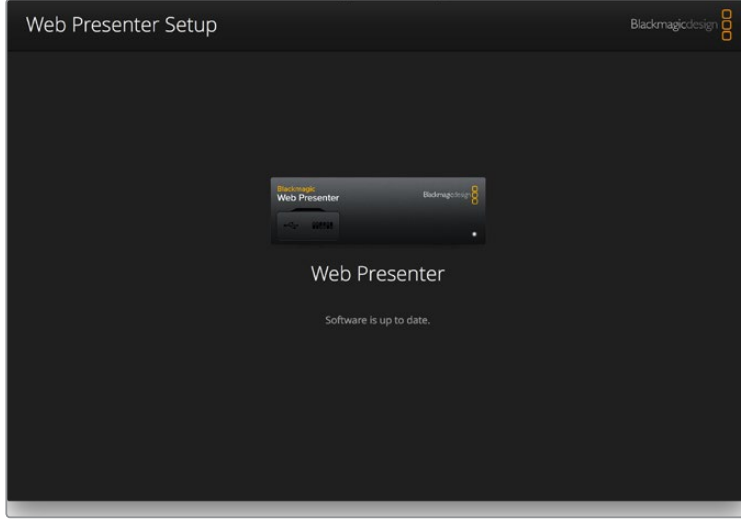 Web Presenter Setup
Blackmagicdesign
Blackmagic
Web Presenter
Blackmagicdesign
Web Presenter
Software is up to date.